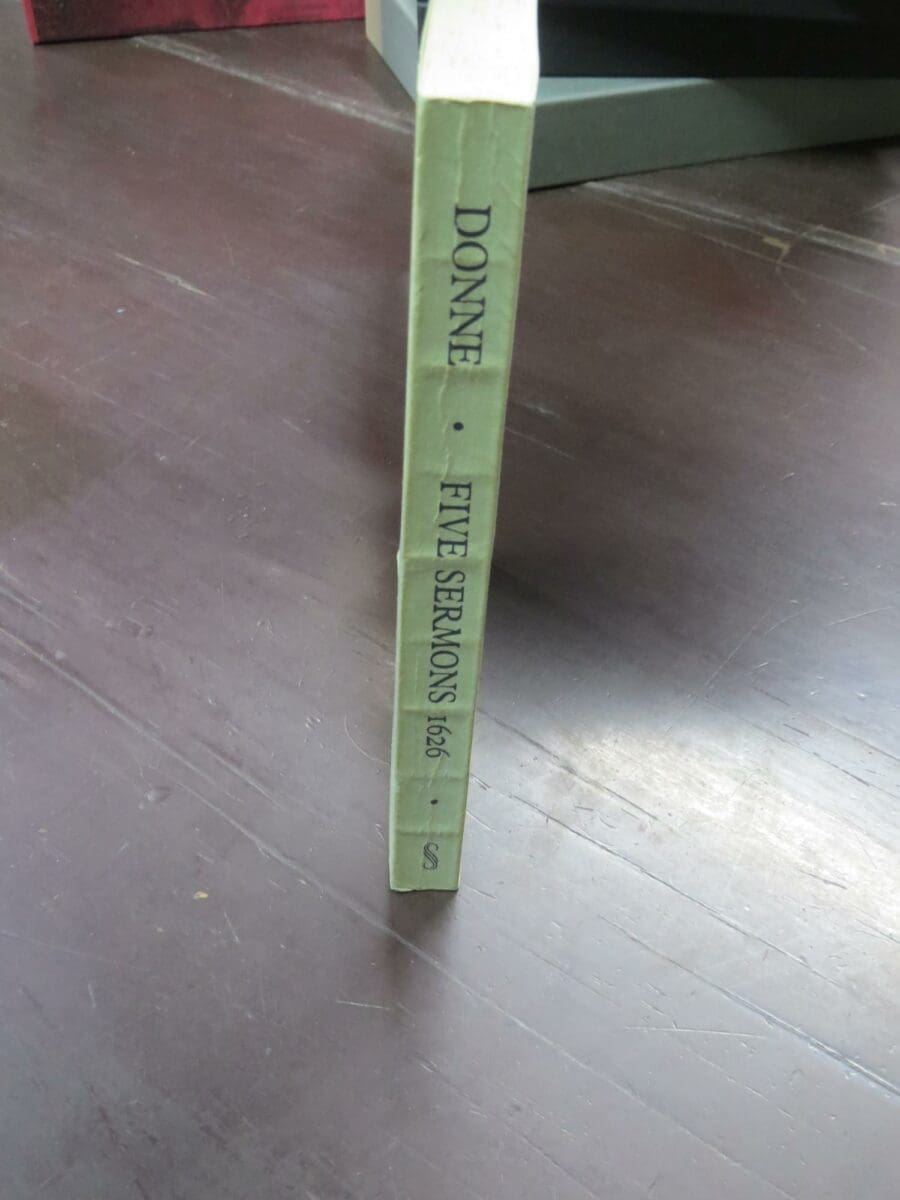 DONNE • FIVE SERMONS 1626 •